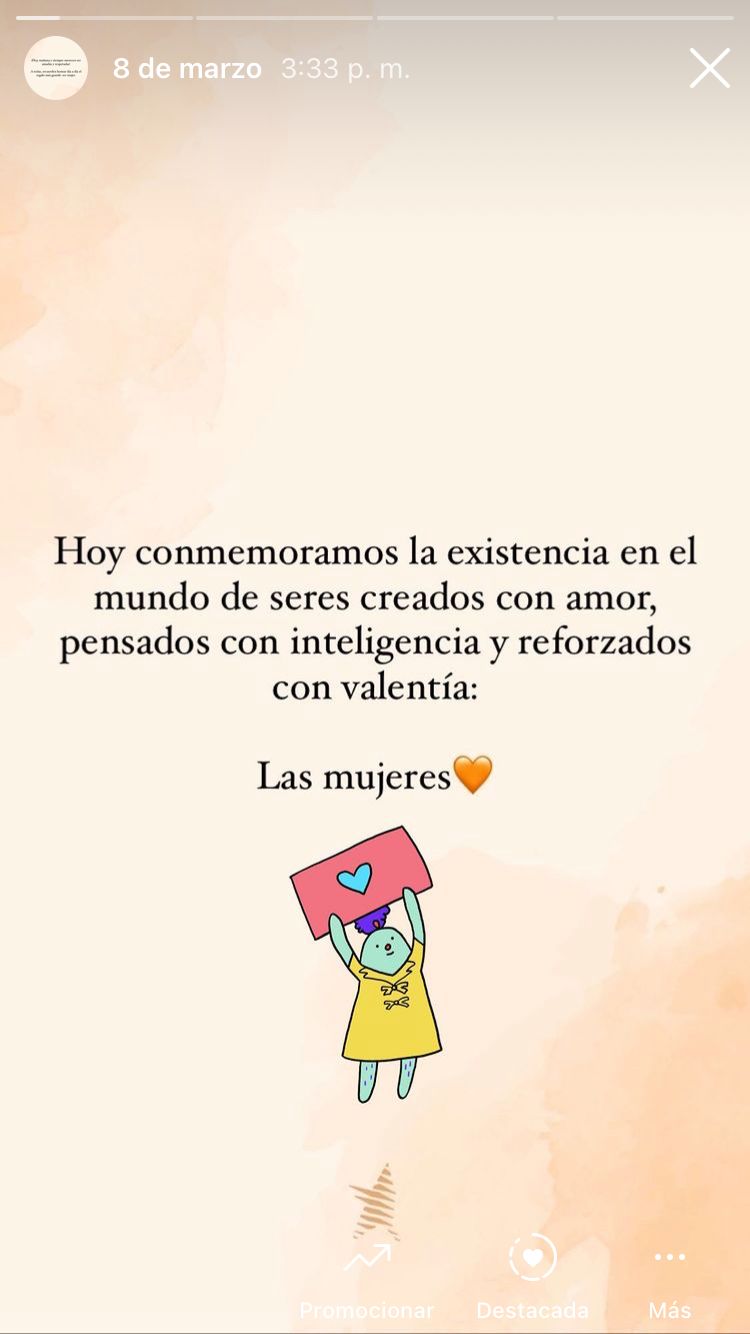 8 de marzo 3:33 p. m.
Hoy conmemoramos la existencia en el
mundo de seres creados con amor,
pensados con inteligencia y reforzados
con valentía:
Las mujeres🧡
Promocionar Destacada Más